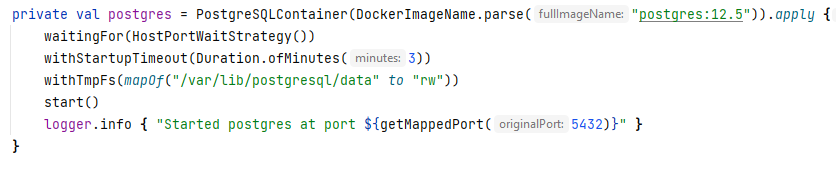 private val postgres = PostgreSQLContainer(DockerImageName.parse( fullImageName: "postgres:12.5")).apply {
    waitingFor(HostPortWaitStrategy())
    withStartupTimeout(Duration.ofMinutes( minutes: 3))
    withTmpFs(mapOf("/var/lib/postgresql/data" to "rw"))
    start()
    logger.info { "Started postgres at port ${getMappedPort( originalPort: 5432)}" }
}